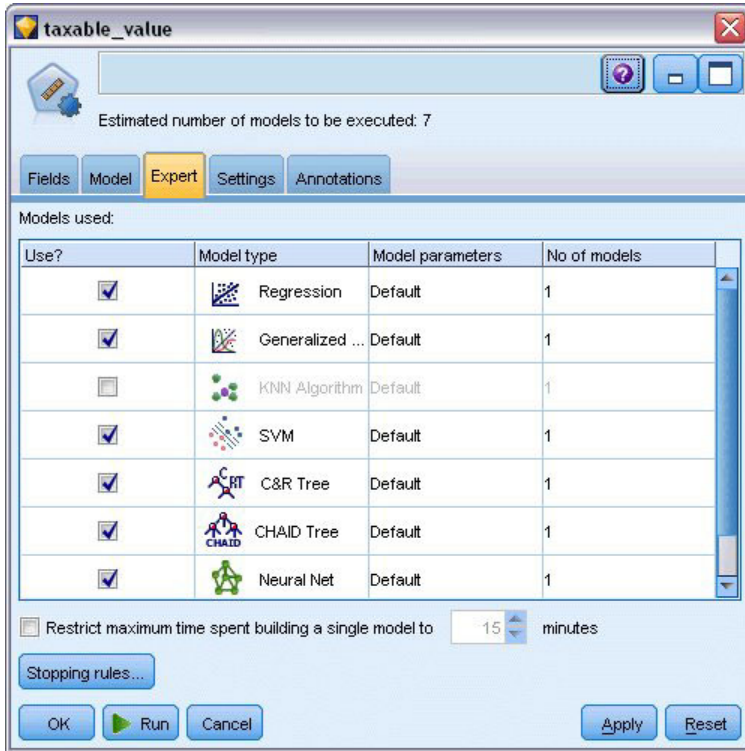 taxable_value
Estimated number of models to be executed: 7
Fields Model Expert Settings Annotations
Models used:
Use? Model type Model parameters No of models
Regression Default 1
Generalized ... Default 1
KNN Algorithm Default 1
SVM Default 1
C&R Tree Default 1
CHAID CHAID Tree Default 1
Neural Net Default 1
Restrict maximum time spent building a single model to 15 minutes
Stopping rules...
OK Run Cancel Apply Reset